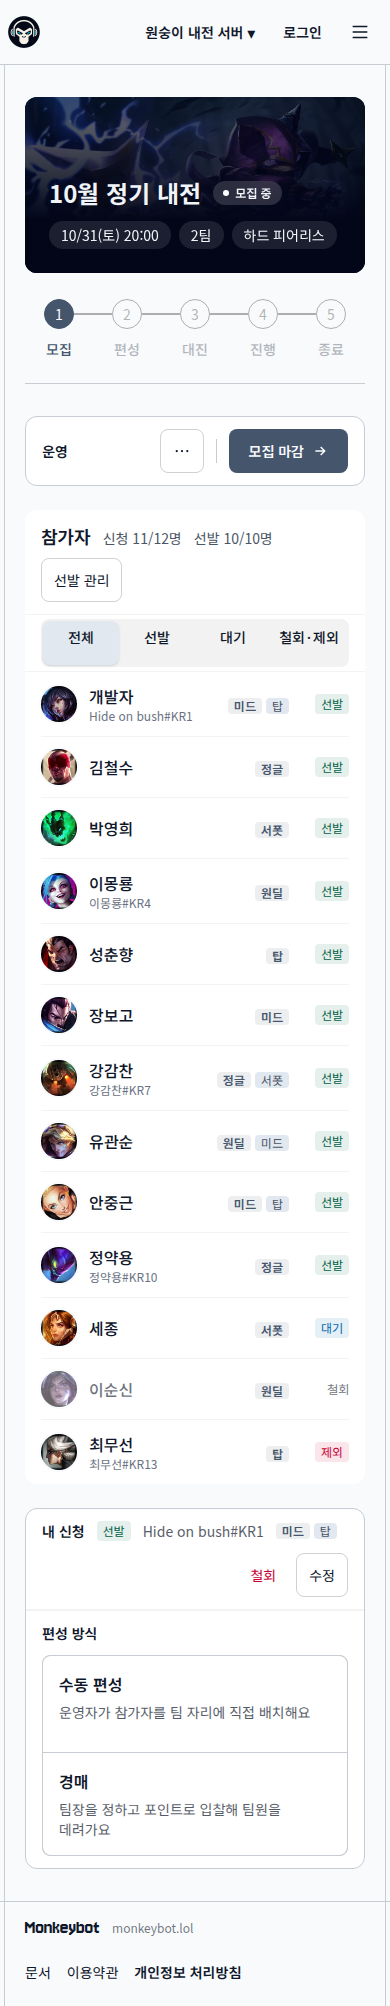 원숭이 내전 서버 ▾ 로그인
10월 정기 내전 모집 중
10/31(토) 20:00 2팀 하드 피어리스
1 2 3 4 5
모집 편성 대진 진행 종료
운영 ··· 모집 마감 →
참가자 신청 11/12명 선발 10/10명
선발 관리
전체 선발 대기 철회·제외
개발자 미드 탑 선발
Hide on bush#KR1
김철수 정글 선발
박영희 서폿 선발
이몽룡 원딜 선발
이몽룡#KR4
성춘향 탑 선발
장보고 미드 선발
강감찬 정글 서폿 선발
강감찬#KR7
유관순 원딜 미드 선발
안중근 미드 탑 선발
정약용 정글 선발
정약용#KR10
세종 서폿 대기
이순신 원딜 철회
최무선 탑 제외
최무선#KR13
내 신청 선발 Hide on bush#KR1 미드 탑
철회 수정
편성 방식
수동 편성
운영자가 참가자를 팀 자리에 직접 배치해요
경매
팀장을 정하고 포인트로 입찰해 팀원을
데려가요
Monkeybot monkeybot.lol
문서 이용약관 개인정보 처리방침